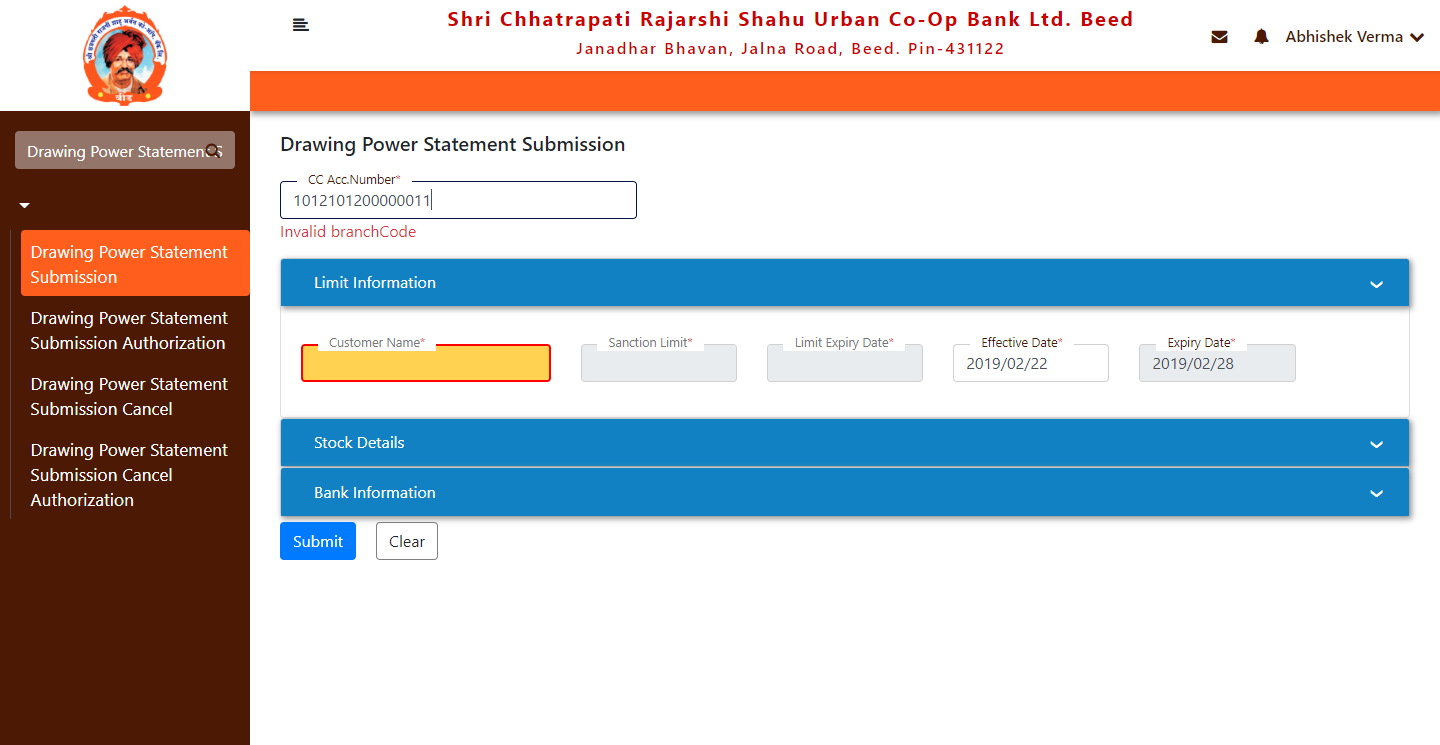 Shri Chhatrapati Rajarshi Shahu Urban Co-Op Bank Ltd. Beed
Janadhar Bhavan, Jalna Road, Beed. Pin-431122
Abhishek Verma
बीड
Drawing Power Statement S
Drawing Power Statement
Submission
Drawing Power Statement
Submission Authorization
Drawing Power Statement
Submission Cancel
Drawing Power Statement
Submission Cancel
Authorization
Drawing Power Statement Submission
CC Acc.Number*
1012101200000011
Invalid branchCode
Limit Information
Customer Name*
Sanction Limit*
Limit Expiry Date*
Effective Date*
2019/02/22
Expiry Date*
2019/02/28
Stock Details
Bank Information
Submit
Clear